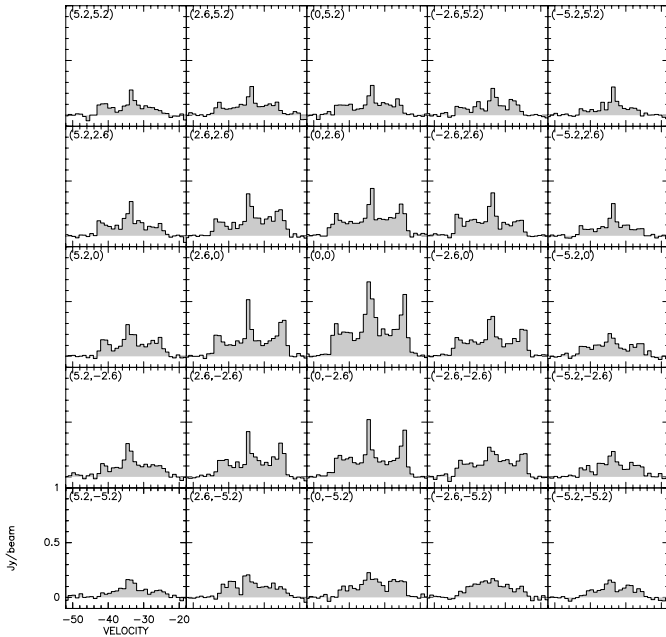 (5.2,5.2) (2.6,5.2) (0,5.2) (−2.6,5.2) (−5.2,5.2)
(5.2,2.6) (2.6,2.6) (0,2.6) (−2.6,2.6) (−5.2,2.6)
(5.2,0) (2.6,0) (0,0) (−2.6,0) (−5.2,0)
(5.2,−2.6) (2.6,−2.6) (0,−2.6) (−2.6,−2.6) (−5.2,−2.6)
1
(5.2,−5.2) (2.6,−5.2) (0,−5.2) (−2.6,−5.2) (−5.2,−5.2)
Jy/beam
0.5
0
−50 −40 −30 −20
VELOCITY